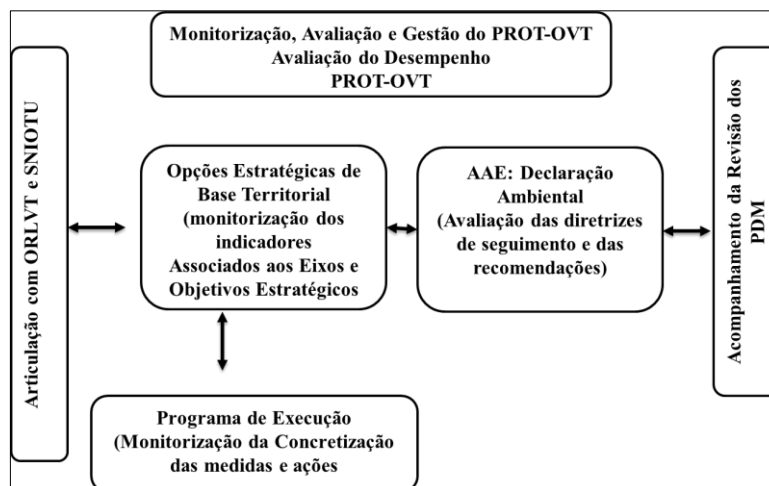 Monitorização, Avaliação e Gestão do PROT-OVT
Avaliação do Desempenho
PROT-OVT
Articulação com ORLVT e SNIOTU
Opções Estratégicas de
Base Territorial
(monitorização dos
indicadores
Associados aos Eixos e
Objetivos Estratégicos
AAE: Declaração
Ambiental
(Avaliação das diretrizes
de seguimento e das
recomendações)
Acompanhamento da Revisão dos
PDM
Programa de Execução
(Monitorização da Concretização
das medidas e ações